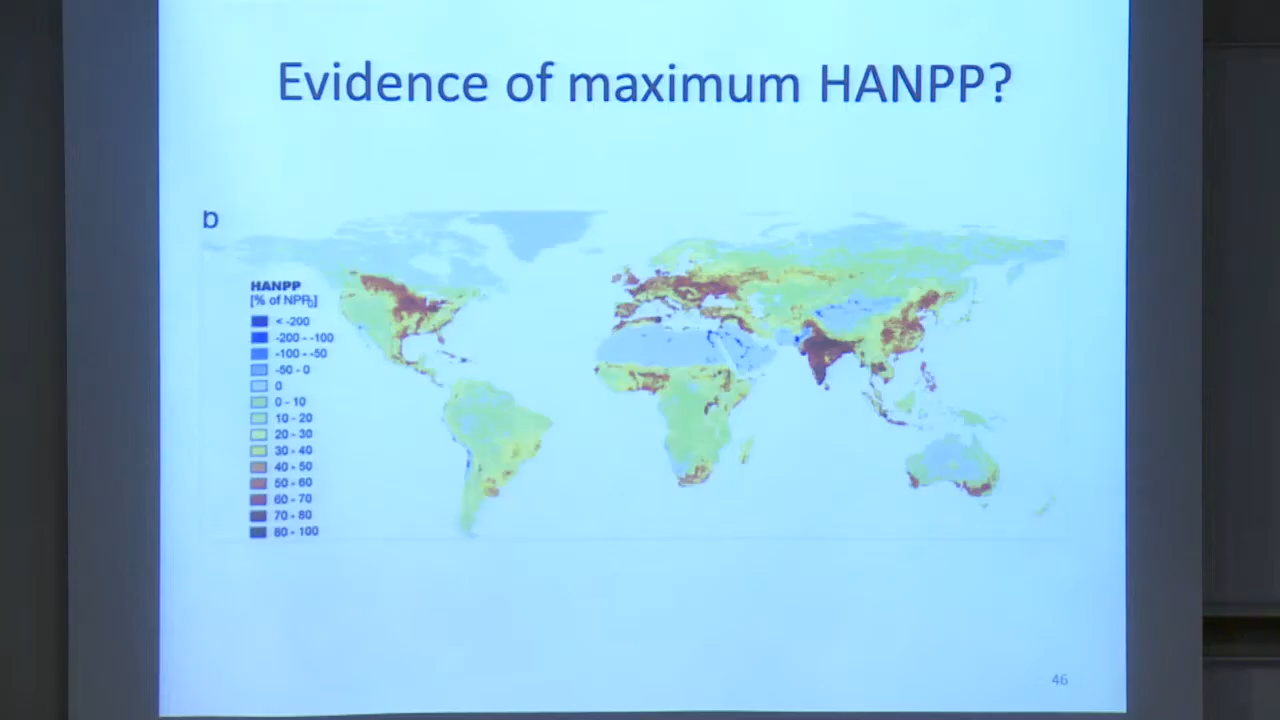 Evidence of maximum HANPP?
b
HANPP
[% of NPP₀]
< -200
-200 - -100
-100 - -50
-50 - 0
0
0 - 10
10 - 20
20 - 30
30 - 40
40 - 50
50 - 60
60 - 70
70 - 80
80 - 100
46